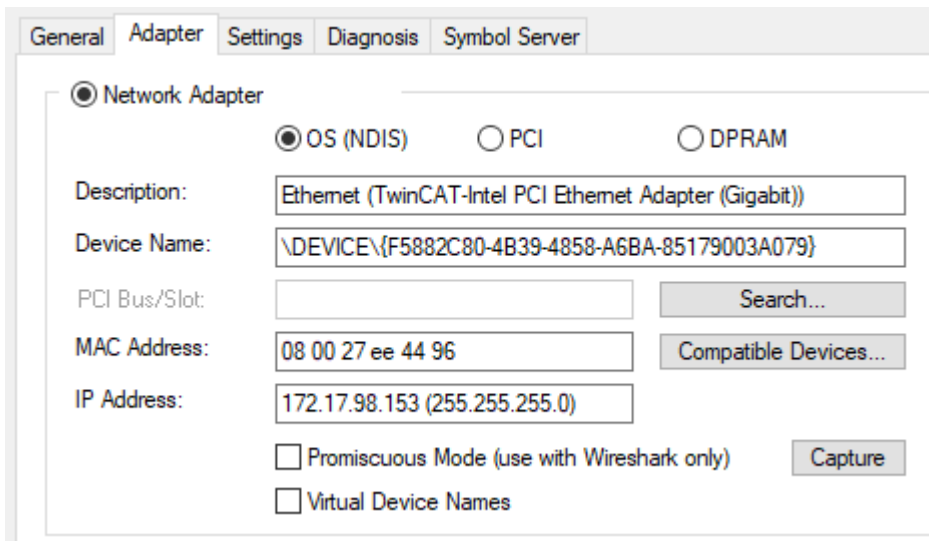 General Adapter Settings Diagnosis Symbol Server
Network Adapter
OS (NDIS) PCI DPRAM
Description: Ethernet (TwinCAT-Intel PCI Ethernet Adapter (Gigabit))
Device Name: \DEVICE\{F5882C80-4B39-4858-A6BA-85179003A079}
PCI Bus/Slot: Search...
MAC Address: 08 00 27 ee 44 96 Compatible Devices...
IP Address: 172.17.98.153 (255.255.255.0)
Promiscuous Mode (use with Wireshark only) Capture
Virtual Device Names